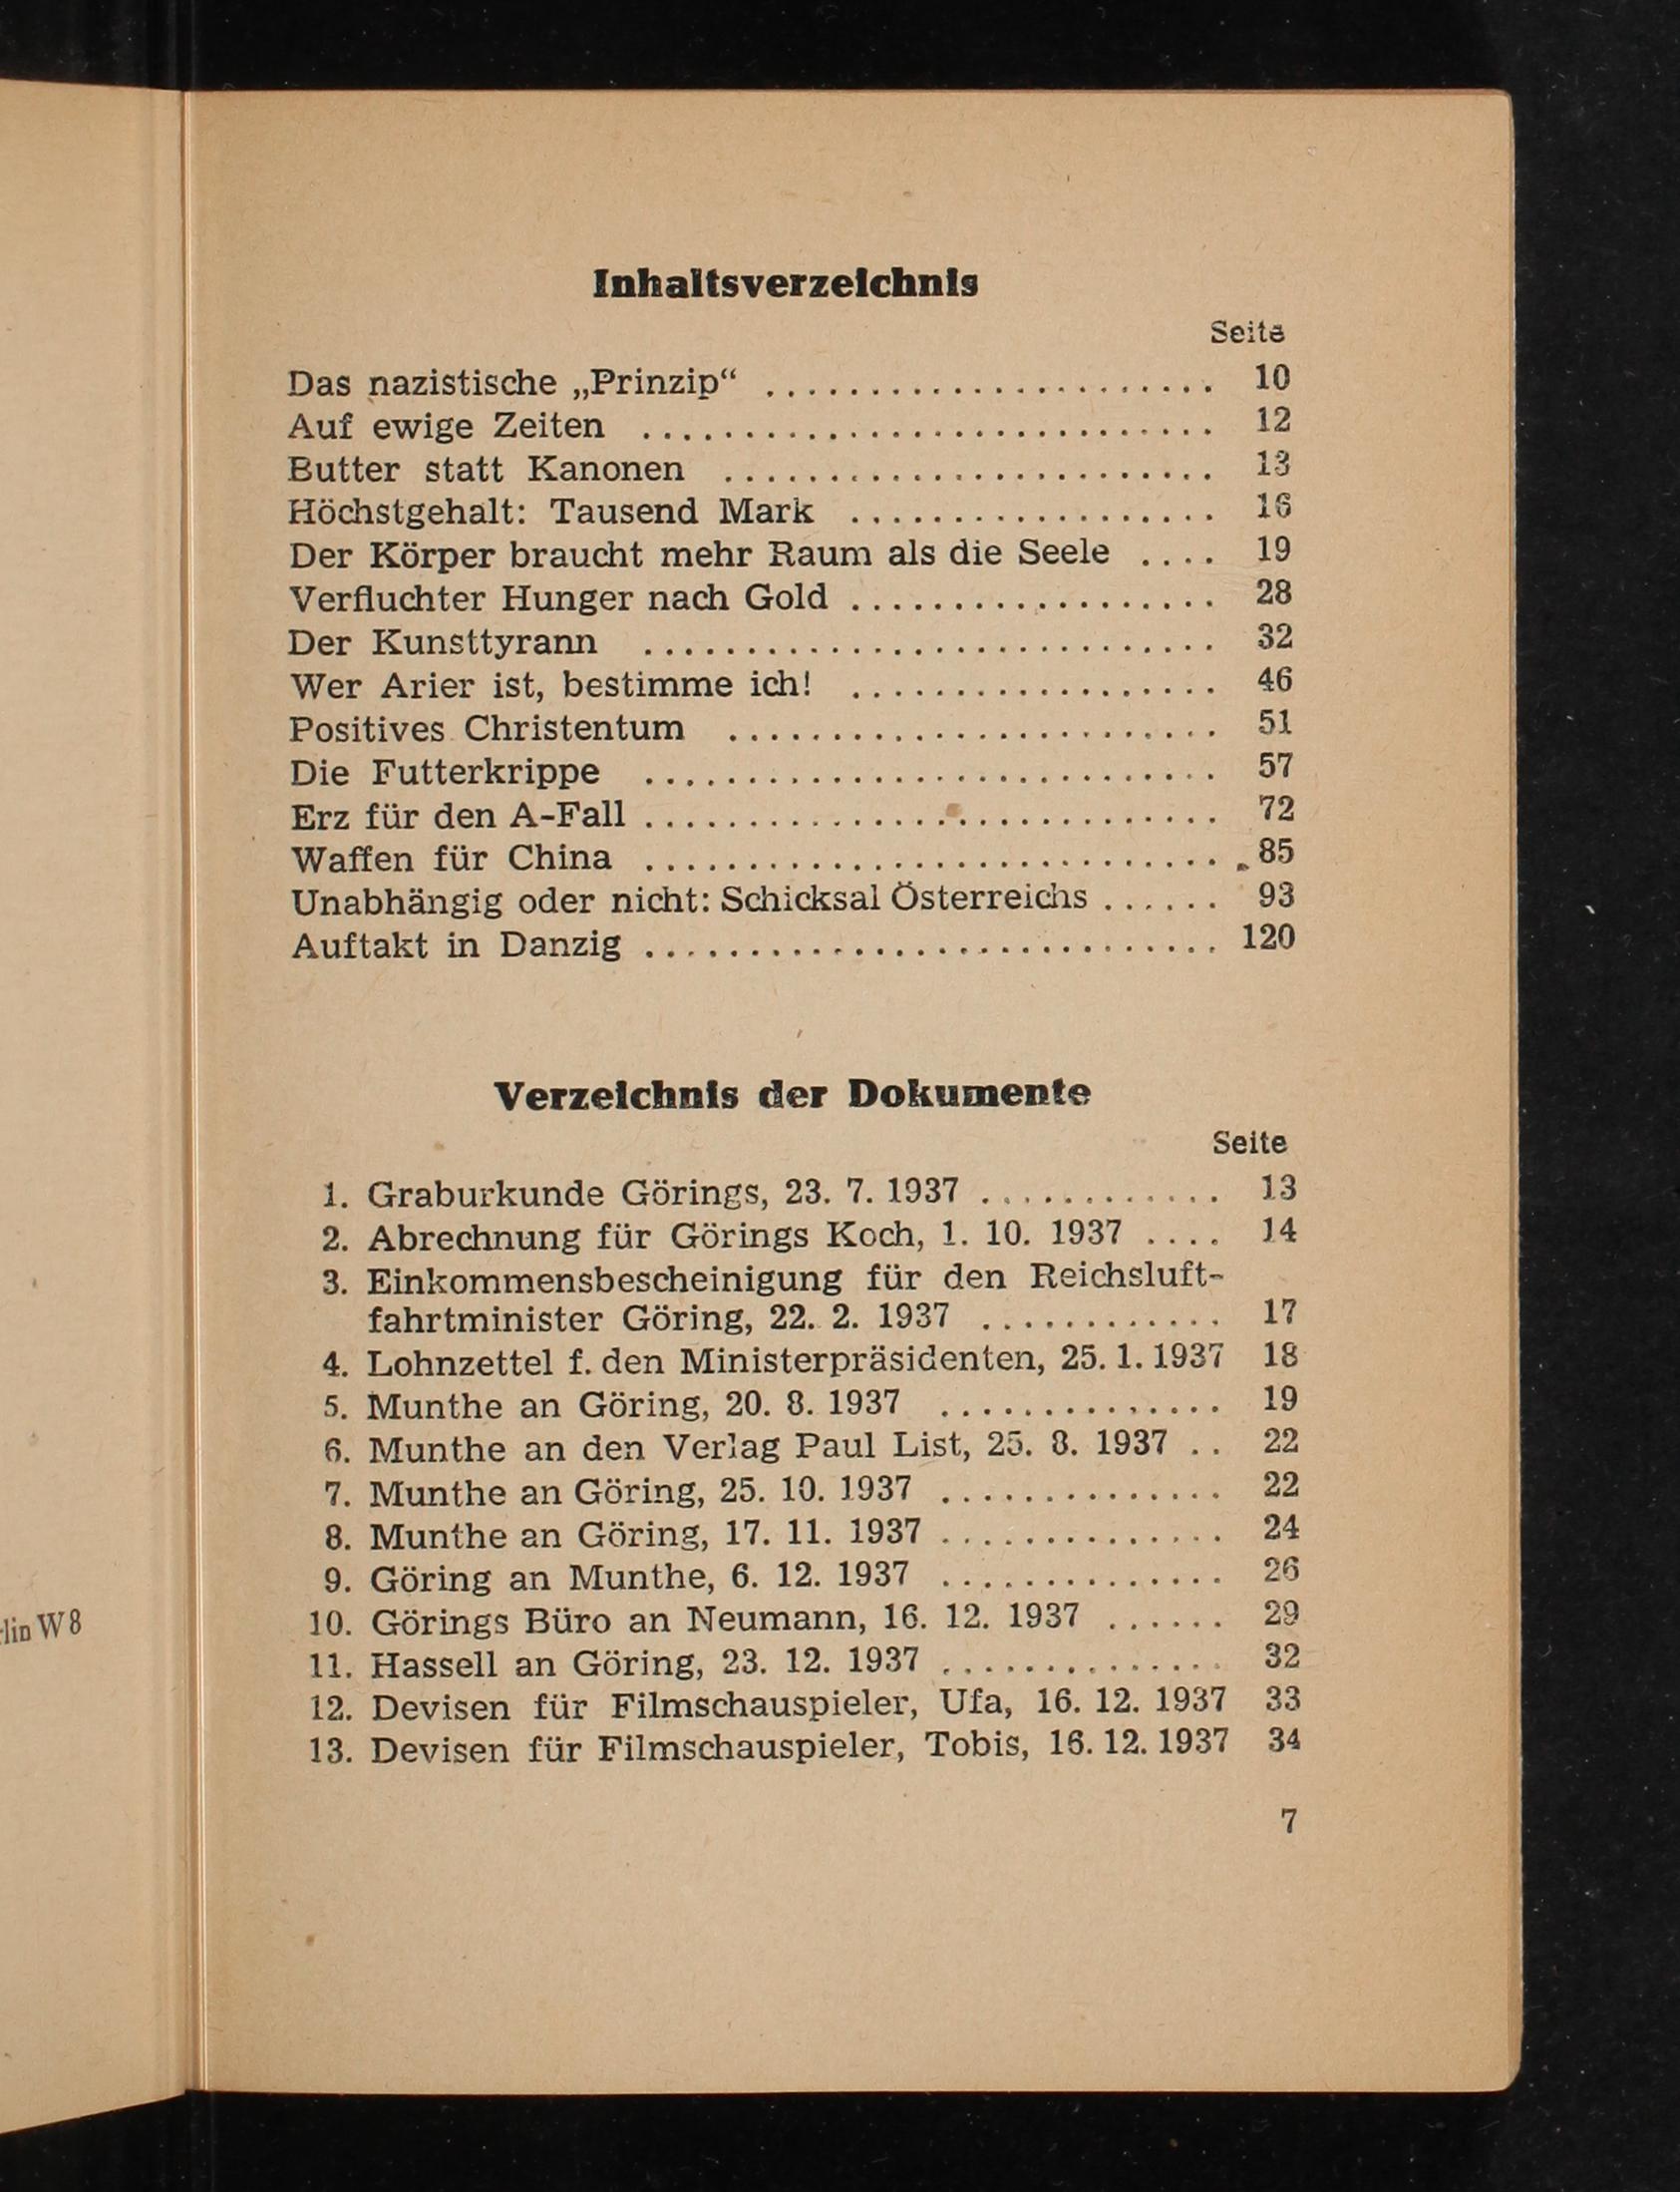 Inhaltsverzeichnis
Seite
Das nazistische „Prinzip“ ...................... 10
Auf ewige Zeiten ............................ 12
Butter statt Kanonen ........................ 13
Höchstgehalt: Tausend Mark .................. 16
Der Körper braucht mehr Raum als die Seele .... 19
Verfluchter Hunger nach Gold .................. 28
Der Kunsttyrann ............................ 32
Wer Arier ist, bestimme ich! .................. 46
Positives Christentum ........................ 51
Die Futterkrippe ............................ 57
Erz für den A-Fall ............................ 72
Waffen für China ............................ 85
Unabhängig oder nicht: Schicksal Österreichs ...... 93
Auftakt in Danzig ............................ 120
Verzeichnis der Dokumente
Seite
1. Graburkunde Görings, 23. 7. 1937 ............ 13
2. Abrechnung für Görings Koch, 1. 10. 1937 .... 14
3. Einkommensbescheinigung für den Reichsluft-
fahrtminister Göring, 22. 2. 1937 ............ 17
4. Lohnzettel f. den Ministerpräsidenten, 25. 1. 1937 18
5. Munthe an Göring, 20. 8. 1937 .............. 19
6. Munthe an den Verlag Paul List, 25. 8. 1937 .. 22
7. Munthe an Göring, 25. 10. 1937 .............. 22
8. Munthe an Göring, 17. 11. 1937 .............. 24
9. Göring an Munthe, 6. 12. 1937 .............. 26
10. Görings Büro an Neumann, 16. 12. 1937 ...... 29
11. Hassell an Göring, 23. 12. 1937 .............. 32
12. Devisen für Filmschauspieler, Ufa, 16. 12. 1937 33
13. Devisen für Filmschauspieler, Tobis, 16. 12. 1937 34
7
lin W 8